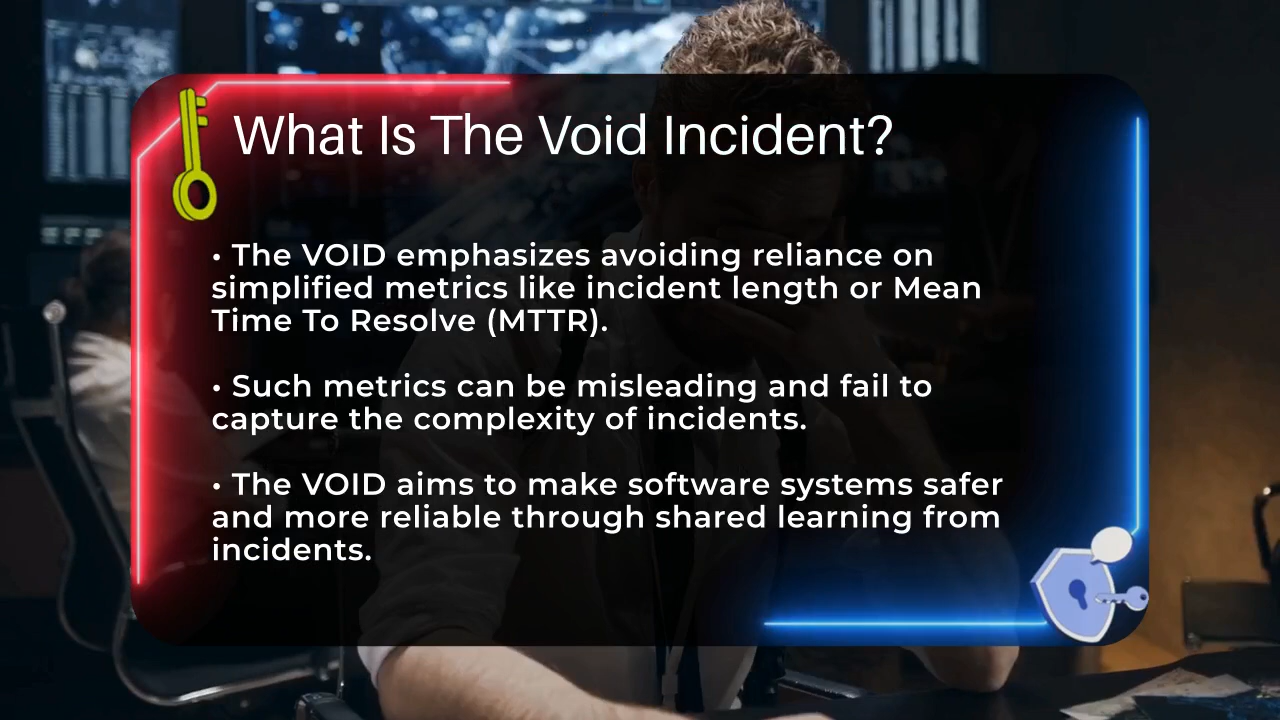 What Is The Void Incident?
• The VOID emphasizes avoiding reliance on
simplified metrics like incident length or Mean
Time To Resolve (MTTR).
• Such metrics can be misleading and fail to
capture the complexity of incidents.
• The VOID aims to make software systems safer
and more reliable through shared learning from
incidents.